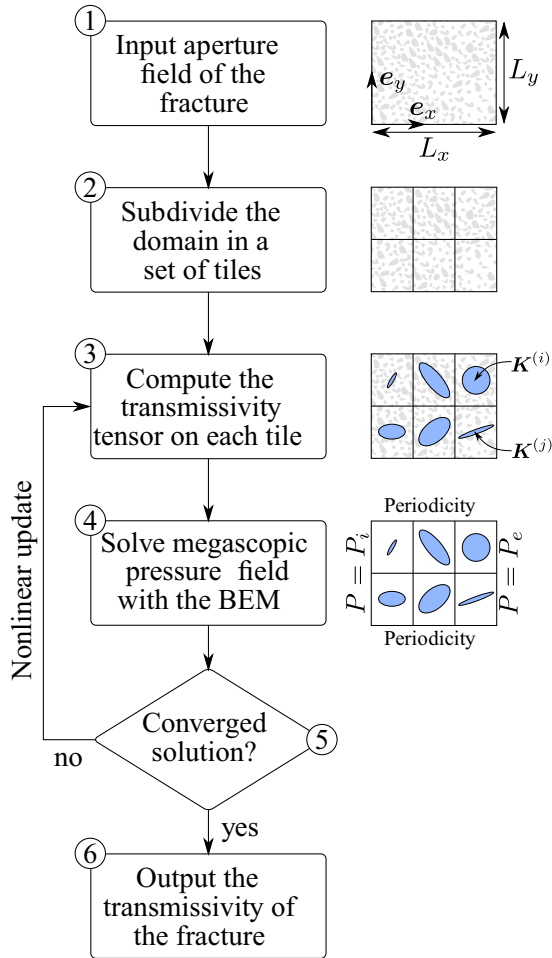 1
Input aperture
field of the
fracture
e_y
e_x
L_y
L_x
2
Subdivide the
domain in a
set of tiles
3
Compute the
transmissivity
tensor on each tile
K^(i)
K^(j)
Nonlinear update
4
Solve megascopic
pressure field
with the BEM
Periodicity
P = P_i
P = P_e
Periodicity
Converged
solution?
5
no
yes
6
Output the
transmissivity of
the fracture